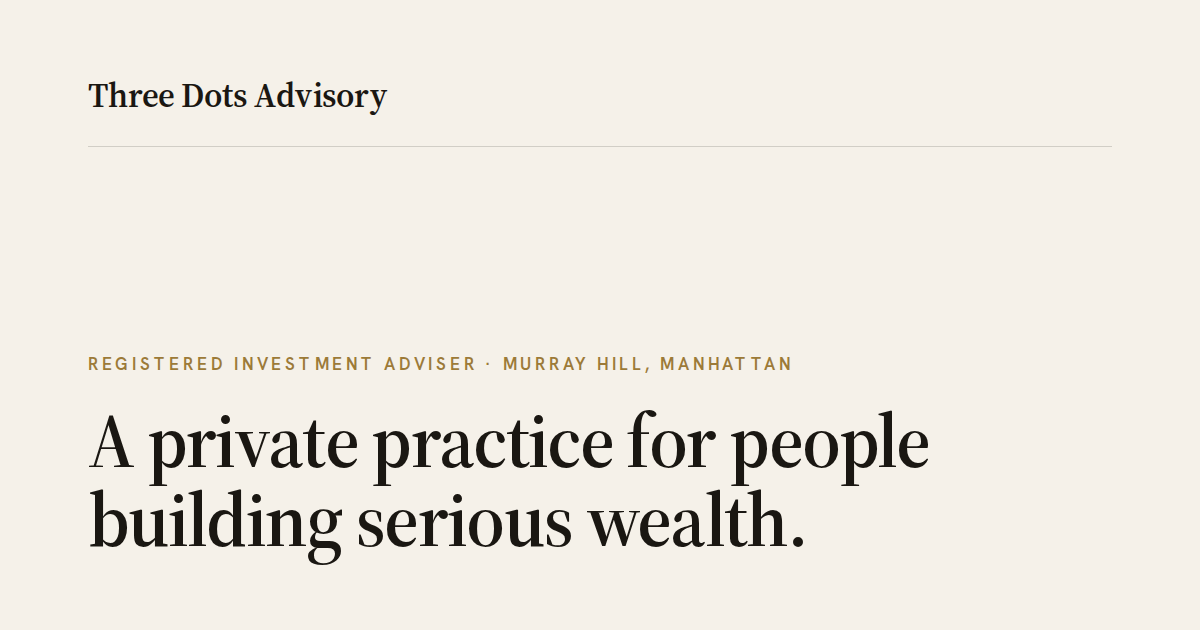 Three Dots Advisory
REGISTERED INVESTMENT ADVISER · MURRAY HILL, MANHATTAN
A private practice for people
building serious wealth.